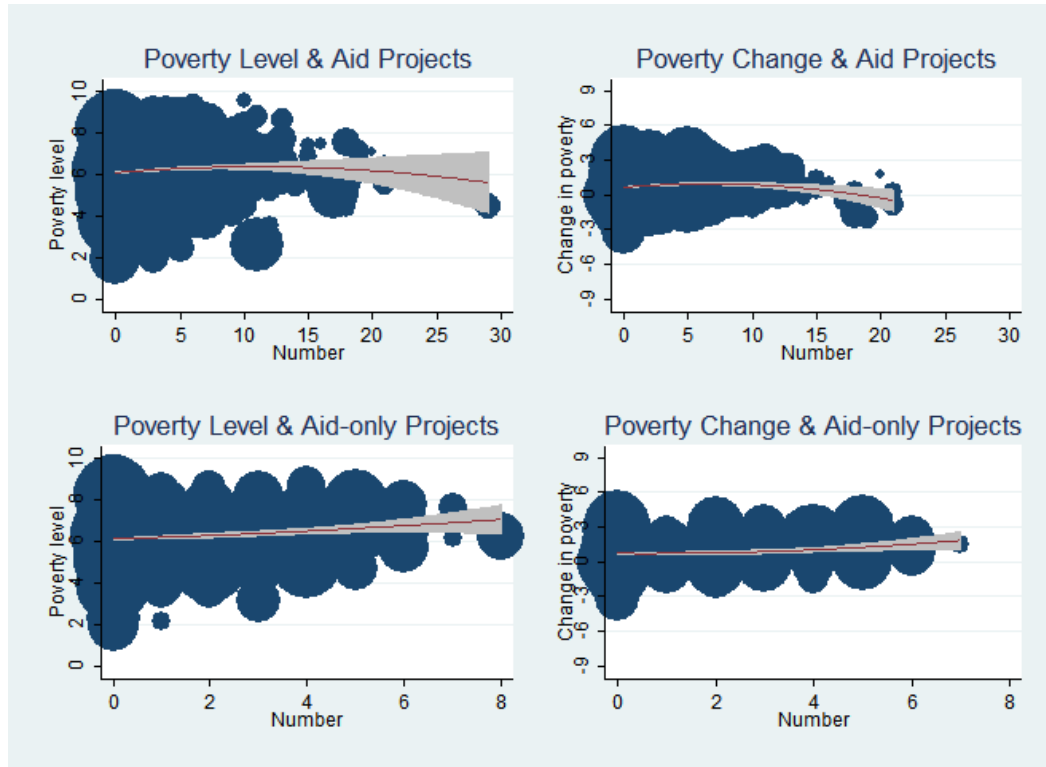 Poverty Level & Aid Projects
Poverty level
0 2 4 6 8 10
0 5 10 15 20 25 30
Number
Poverty Change & Aid Projects
Change in poverty
-9 -6 -3 0 3 6 9
0 5 10 15 20 25 30
Number
Poverty Level & Aid-only Projects
Poverty level
0 2 4 6 8 10
0 2 4 6 8
Number
Poverty Change & Aid-only Projects
Change in poverty
-9 -6 -3 0 3 6 9
0 2 4 6 8
Number